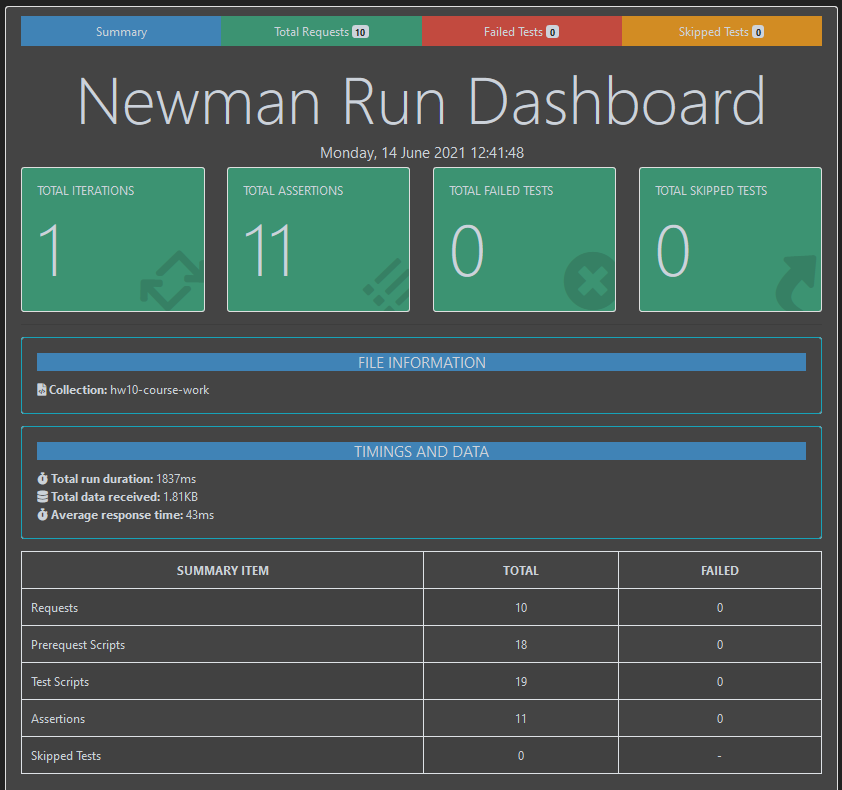 Summary Total Requests 10 Failed Tests 0 Skipped Tests 0
Newman Run Dashboard
Monday, 14 June 2021 12:41:48
TOTAL ITERATIONS TOTAL ASSERTIONS TOTAL FAILED TESTS TOTAL SKIPPED TESTS
1 11 0 0
FILE INFORMATION
Collection: hw10-course-work
TIMINGS AND DATA
Total run duration: 1837ms
Total data received: 1.81KB
Average response time: 43ms
SUMMARY ITEM TOTAL FAILED
Requests 10 0
Prerequest Scripts 18 0
Test Scripts 19 0
Assertions 11 0
Skipped Tests 0 -